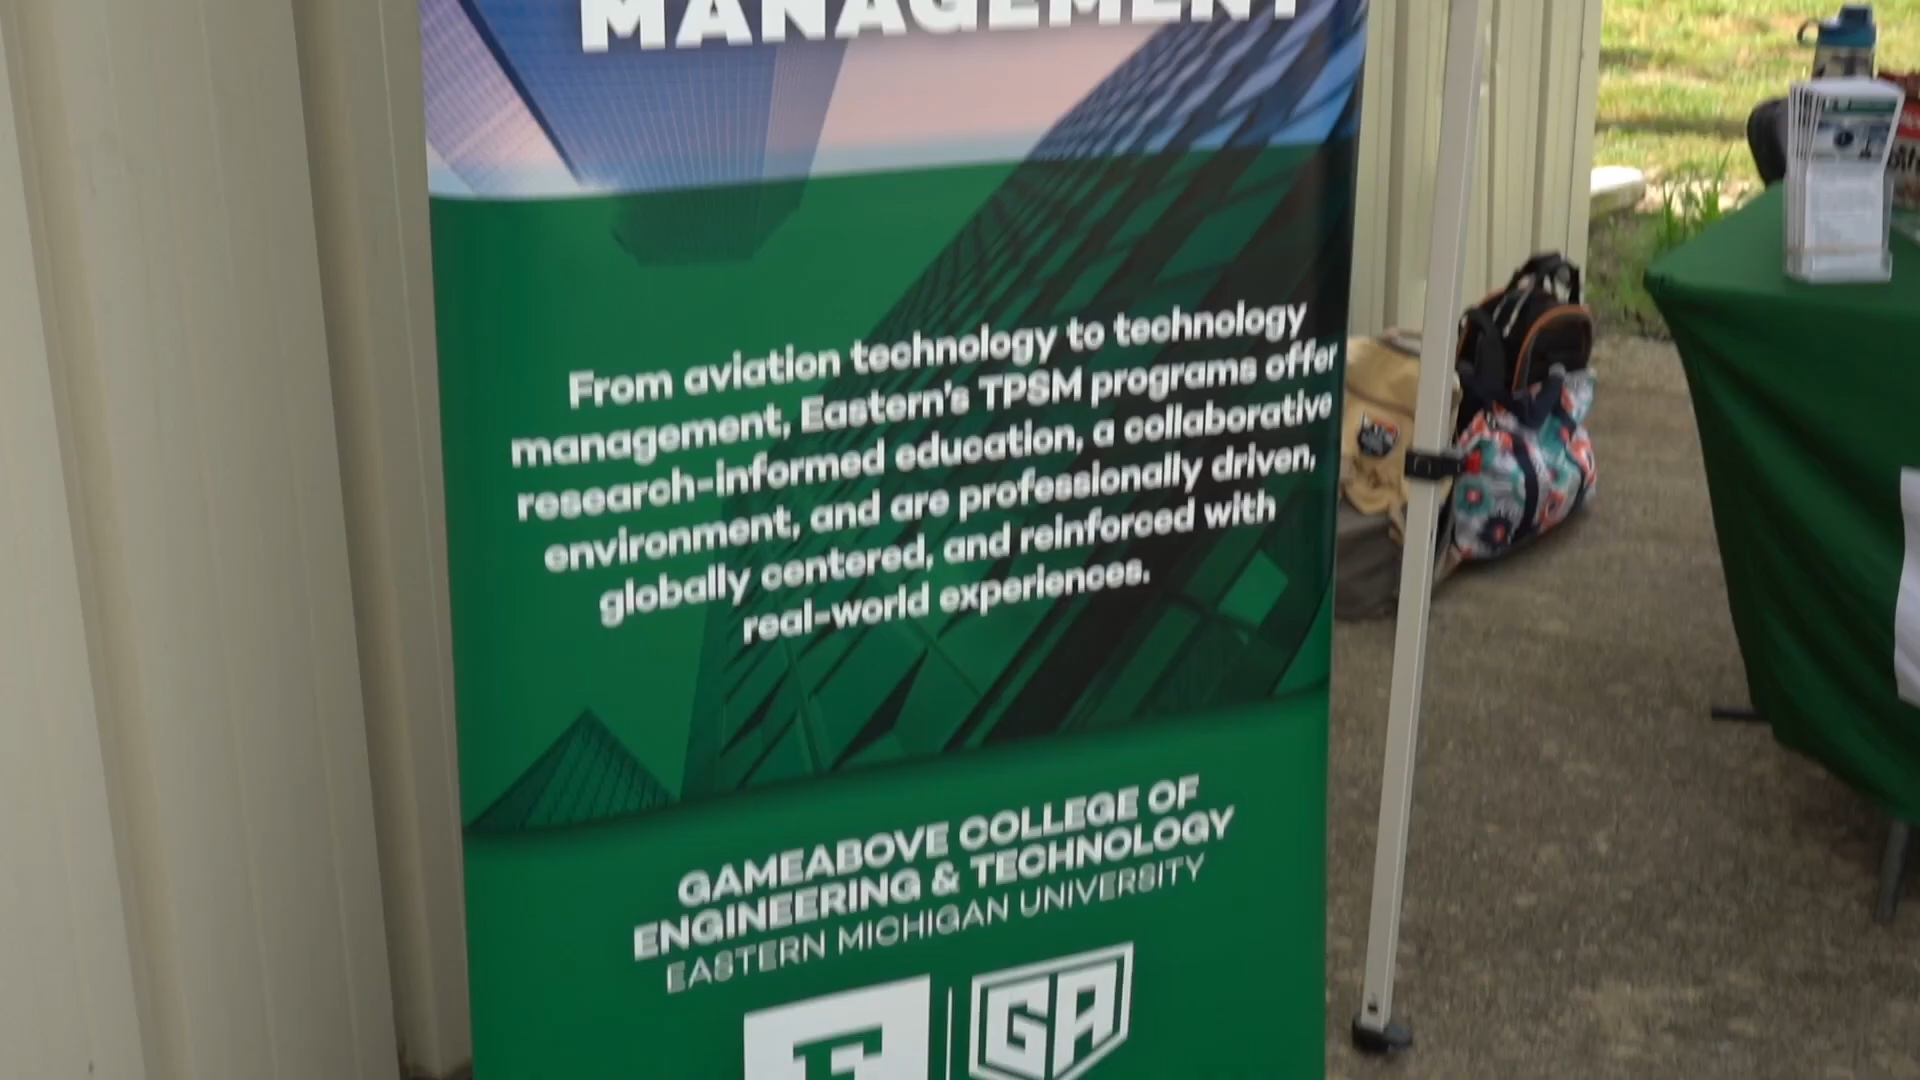 MANAGEMENT
From aviation technology to technology
management, Eastern's TPSM programs offer
research-informed education, a collaborative
environment, and are professionally driven,
globally centered, and reinforced with
real-world experiences.
GAMEABOVE COLLEGE OF
ENGINEERING & TECHNOLOGY
EASTERN MICHIGAN UNIVERSITY
E
GA